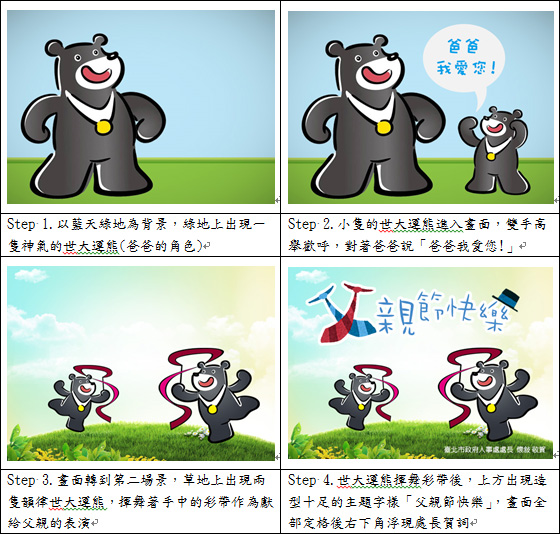 爸爸
我愛您!
Step 1.以藍天綠地為背景，綠地上出現一
隻神氣的世大運熊(爸爸的角色)
Step 2.小隻的世大運熊進入畫面，雙手高
舉歡呼，對著爸爸說「爸爸我愛您!」
父親節快樂
臺北市政府人事處處長 敬賀
Step 3.畫面轉到第二場景，草地上出現兩
隻韻律世大運熊，揮舞著手中的彩帶作為獻
給父親的表演
Step 4.世大運熊揮舞彩帶後，上方出現造
型十足的主題字樣「父親節快樂」，畫面全
部定格後右下角浮現處長賀詞